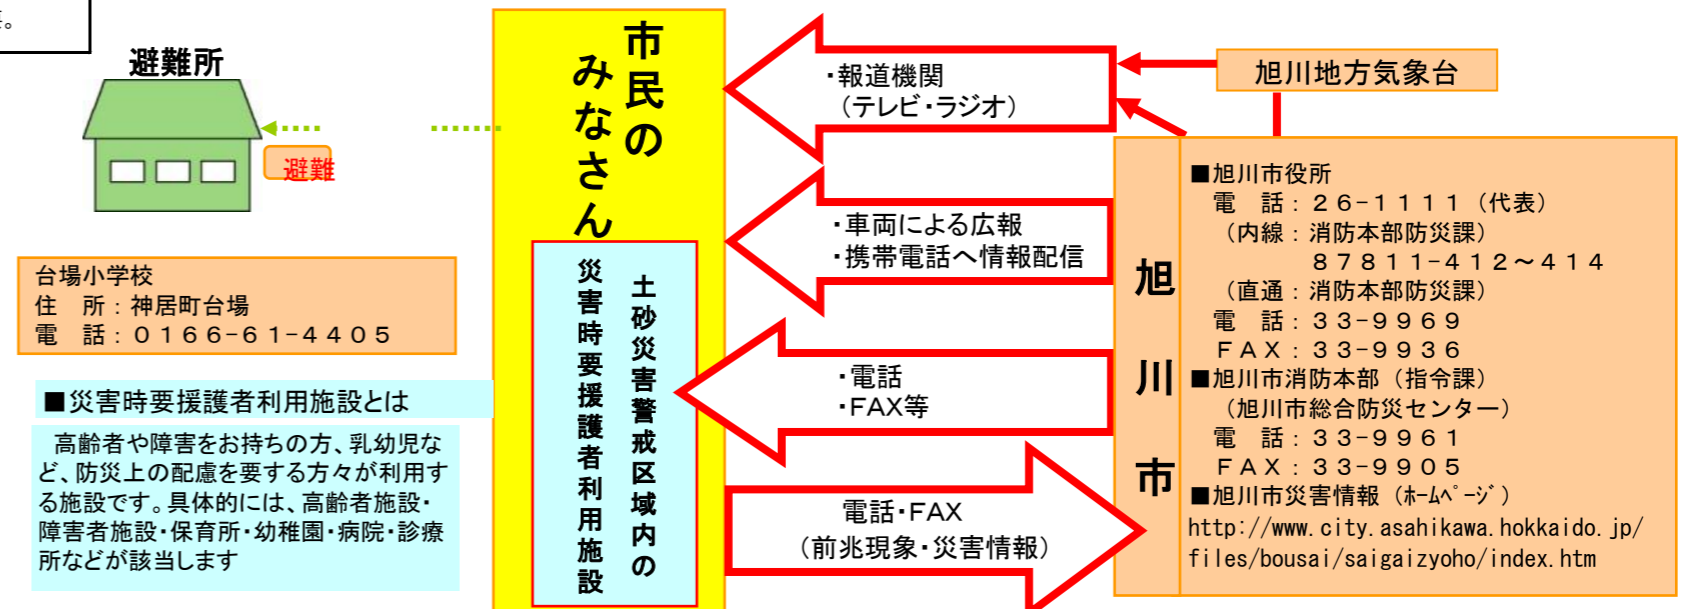 。
避難所
避難
台場小学校
住　所：神居町台場
電　話：０１６６-６１-４４０５
■災害時要援護者利用施設とは
高齢者や障害をお持ちの方、乳幼児な
ど、防災上の配慮を要する方々が利用す
る施設です。具体的には、高齢者施設・
障害者施設・保育所・幼稚園・病院・診療
所などが該当します
市民の
みなさん
土砂災害警戒区域内の
災害時要援護者利用施設
・報道機関
（テレビ・ラジオ）
・車両による広報
・携帯電話へ情報配信
・電話
・FAX等
電話・FAX
（前兆現象・災害情報）
旭川地方気象台
旭川市
■旭川市役所
電　話：２６-１１１１（代表）
（内線：消防本部防災課）
８７８１１-４１２～４１４
（直通：消防本部防災課）
電　話：３３-９９６９
ＦＡＸ：３３-９９３６
■旭川市消防本部（指令課）
（旭川市総合防災センター）
電　話：３３-９９６１
ＦＡＸ：３３-９９０５
■旭川市災害情報（ﾎｰﾑﾍﾟｰｼﾞ）
http://www.city.asahikawa.hokkaido.jp/
files/bousai/saigaizyoho/index.htm